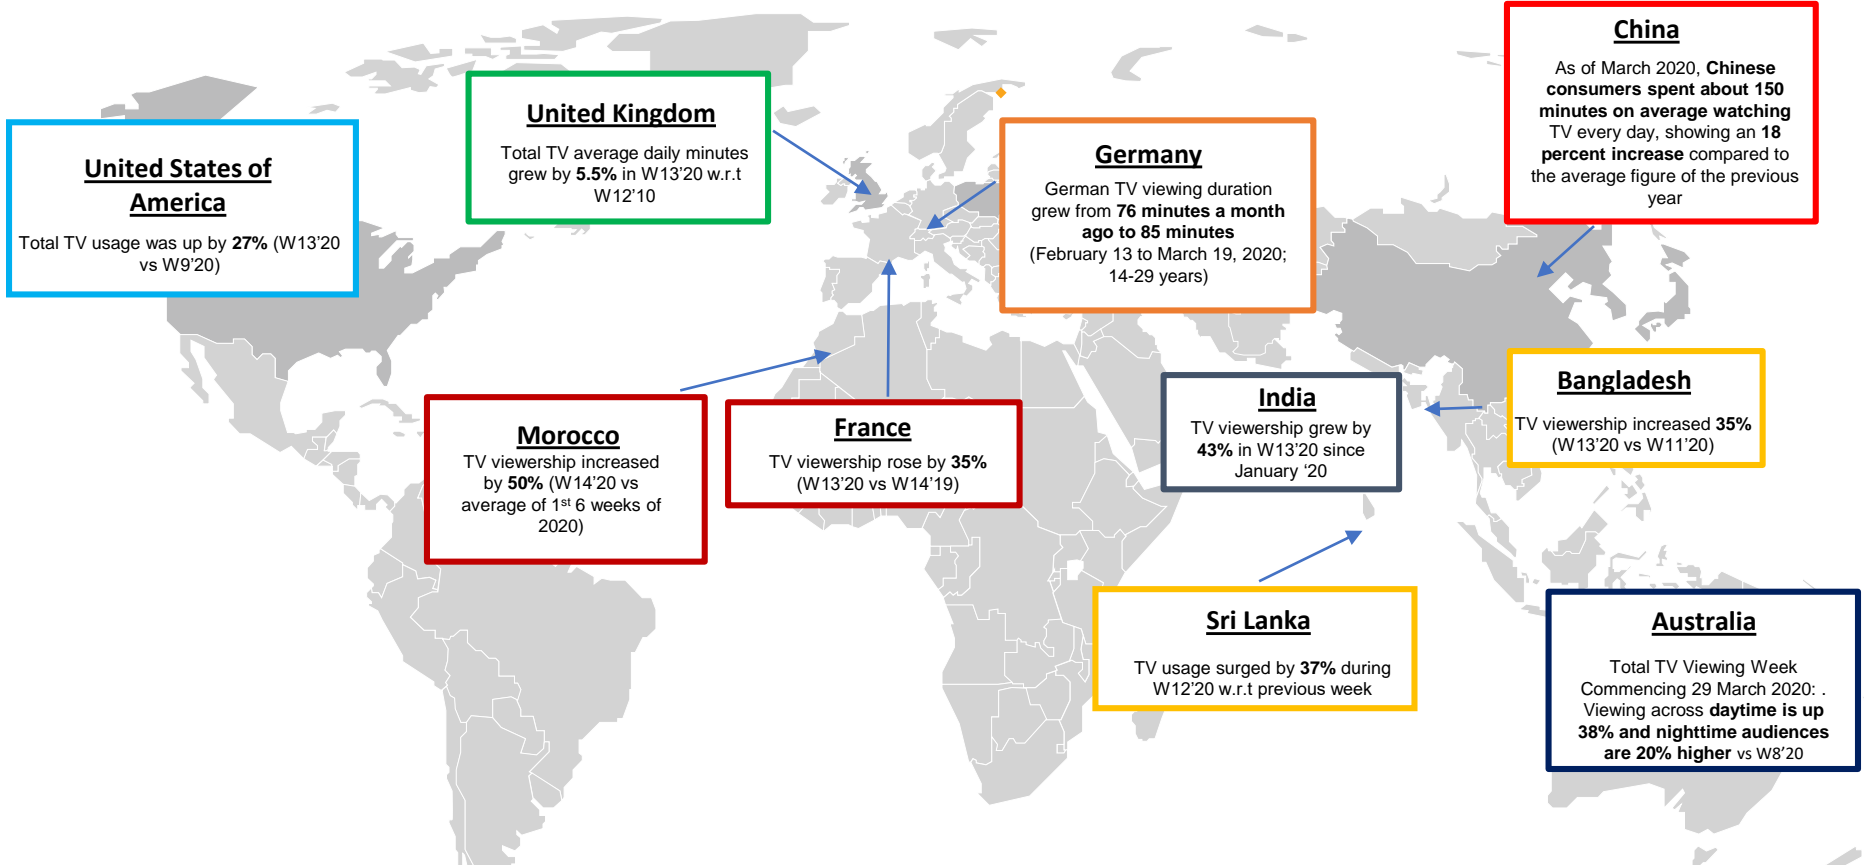 China
As of March 2020, Chinese
consumers spent about 150
minutes on average watching
TV every day, showing an 18
percent increase compared to
the average figure of the previous
year
United Kingdom
Total TV average daily minutes
grew by 5.5% in W13'20 w.r.t
W12'10
United States of
America
Total TV usage was up by 27% (W13'20
vs W9'20)
Germany
German TV viewing duration
grew from 76 minutes a month
ago to 85 minutes
(February 13 to March 19, 2020;
14-29 years)
Morocco
TV viewership increased
by 50% (W14'20 vs
average of 1st 6 weeks of
2020)
France
TV viewership rose by 35%
(W13'20 vs W14'19)
India
TV viewership grew by
43% in W13'20 since
January ‘20
Bangladesh
TV viewership increased 35%
(W13'20 vs W11'20)
Sri Lanka
TV usage surged by 37% during
W12'20 w.r.t previous week
Australia
Total TV Viewing Week
Commencing 29 March 2020: .
Viewing across daytime is up
38% and nighttime audiences
are 20% higher vs W8'20